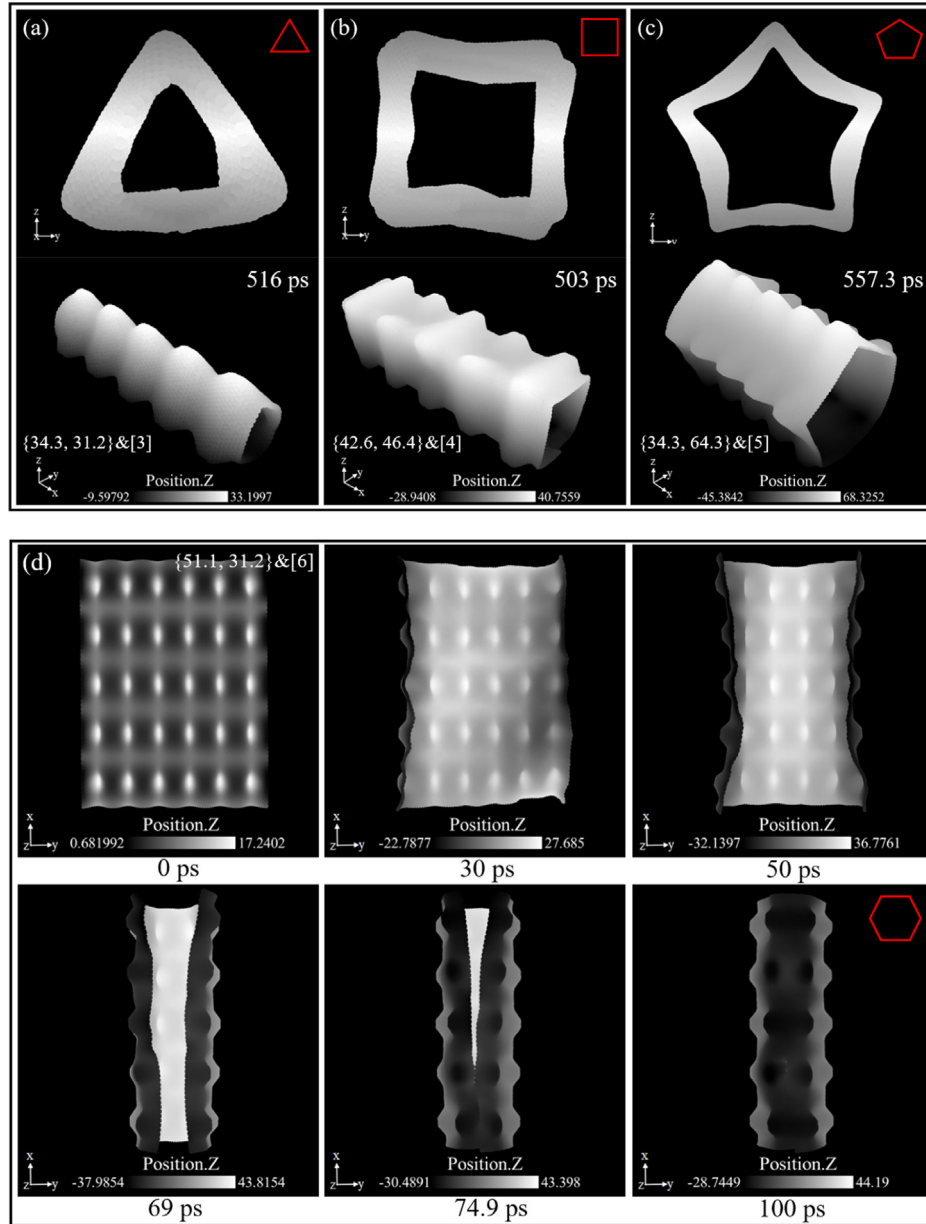 (a)
z
x y
516 ps
{34.3, 31.2}&[3]
z
y
x
Position.Z
-9.59792 33.1997
(b)
z
x y
503 ps
{42.6, 46.4}&[4]
z
y
x
Position.Z
-28.9408 40.7559
(c)
z
557.3 ps
{34.3, 64.3}&[5]
z
y
x
Position.Z
-45.3842 68.3252
(d)
{51.1, 31.2}&[6]
x
z y
Position.Z
0.681992 17.2402
0 ps
x
z y
Position.Z
-22.7877 27.685
30 ps
x
z y
Position.Z
-32.1397 36.7761
50 ps
x
z y
Position.Z
-37.9854 43.8154
69 ps
x
z y
Position.Z
-30.4891 43.398
74.9 ps
x
z y
Position.Z
-28.7449 44.19
100 ps